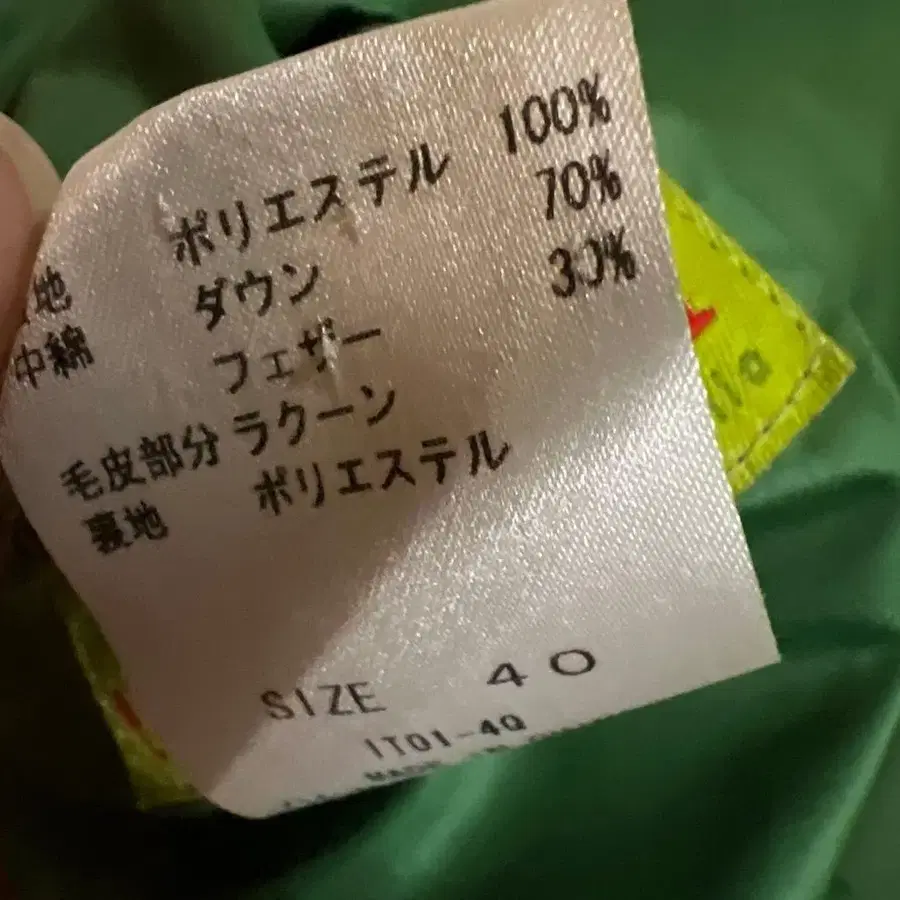 地 ポリエステル 100%
中綿 ダウン 70%
フェザー 30%
毛皮部分 ラクーン
裏地 ポリエステル
SIZE 40
IT01-40
MADE